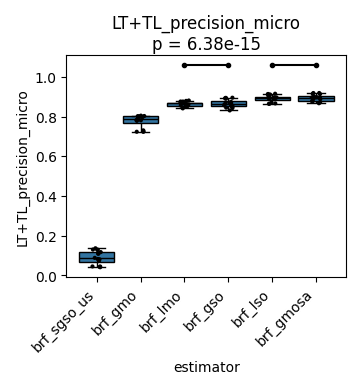 LT+TL_precision_micro
p = 6.38e-15
LT+TL_precision_micro
1.0
0.8
0.6
0.4
0.2
0.0
brf_sgso_us
brf_gmo
brf_lmo
brf_gso
brf_lso
brf_gmosa
estimator